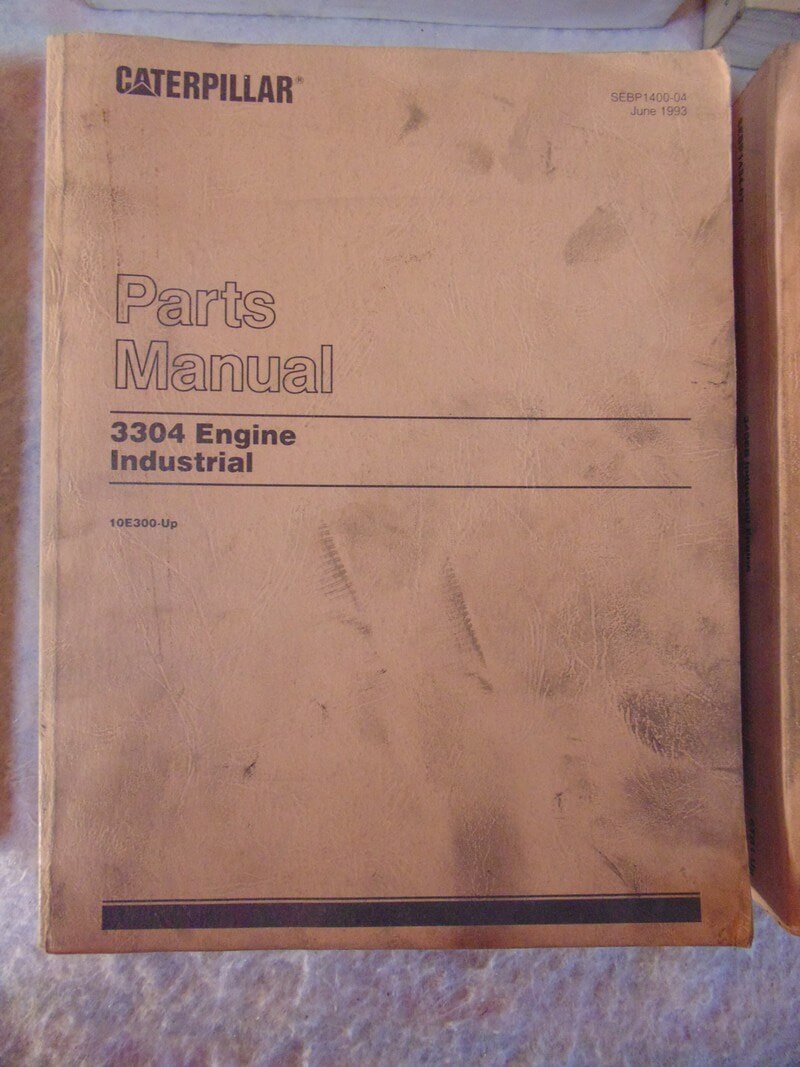 CATERPILLAR®
SEBP1400-04
June 1993
Parts
Manual
3304 Engine
Industrial
10E300-Up